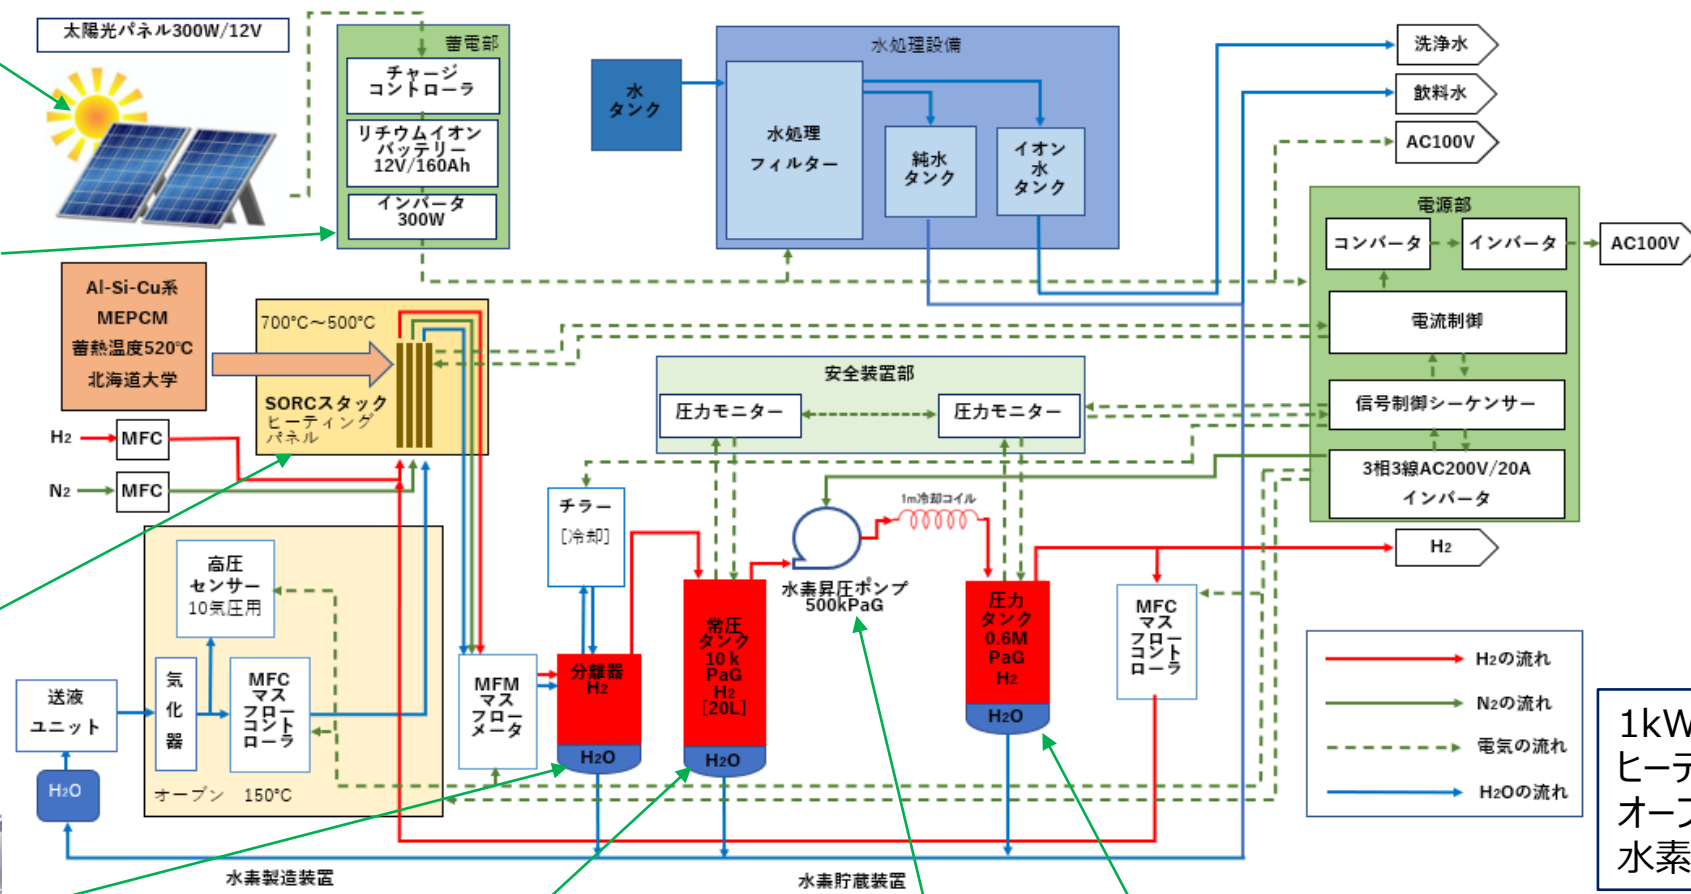 太陽光パネル300W/12V
蓄電部
チャージ
コントローラ
リチウムイオン
バッテリー
12V/160Ah
インバータ
300W
水
タンク
水処理設備
水処理
フィルター
純水
タンク
イオン
水
タンク
洗浄水
飲料水
AC100V
電源部
コンバータ
インバータ
AC100V
電流制御
信号制御シーケンサー
3相3線AC200V/20A
インバータ
Al-Si-Cu系
MEPCM
蓄熱温度520℃
北海道大学
700°C～500°C
SORCスタック
ヒーティング
パネル
H2
MFC
N2
MFC
安全装置部
圧力モニター
圧力モニター
チラー
[冷却]
1m冷却コイル
水素昇圧ポンプ
500kPaG
H2
高圧
センサー
10気圧用
気
化
器
MFC
マス
フロー
コント
ローラ
オーブン 150°C
送液
ユニット
H2O
MFM
マス
フロー
メータ
分離器
H2
H2O
常圧
タンク
10 k
PaG
H2
[20L]
H2O
圧力
タンク
0.6M
PaG
H2
H2O
MFC
マス
フロー
コント
ローラ
H2の流れ
N2の流れ
電気の流れ
H2Oの流れ
1kW
ヒーテ
オーブ
水素
水素製造装置
水素貯蔵装置